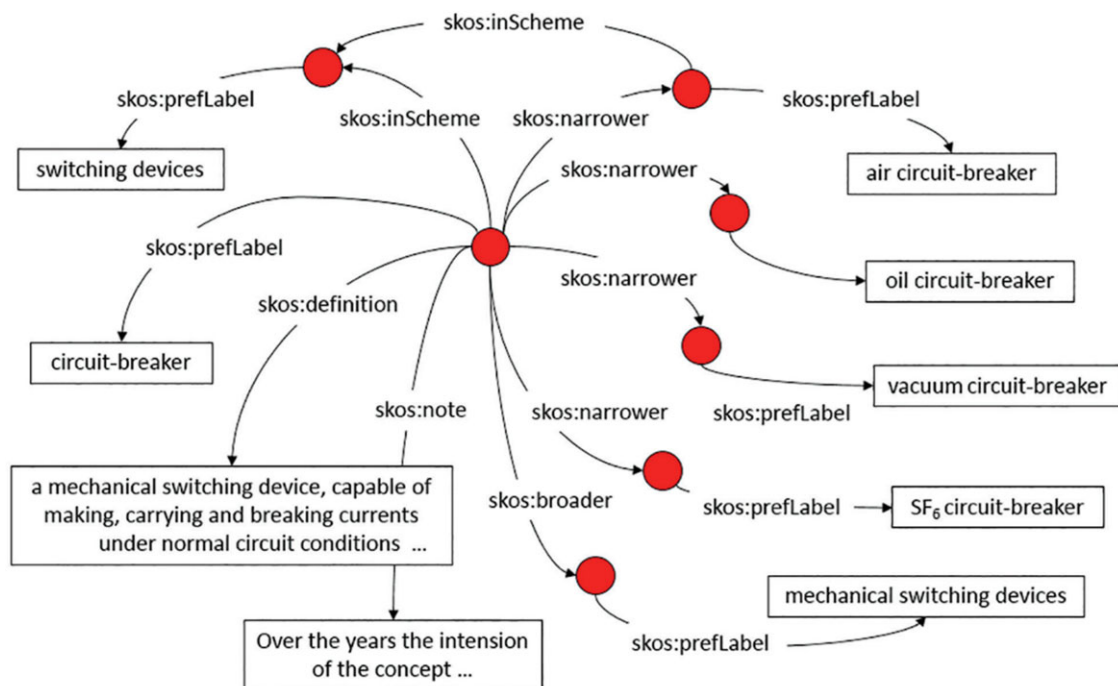 skos:inScheme
skos:prefLabel
skos:inScheme
skos:narrower
skos:prefLabel
switching devices
skos:narrower
air circuit-breaker
skos:prefLabel
skos:narrower
oil circuit-breaker
skos:definition
circuit-breaker
vacuum circuit-breaker
skos:note
skos:narrower
skos:prefLabel
a mechanical switching device, capable of
making, carrying and breaking currents
under normal circuit conditions ...
skos:broader
skos:prefLabel
SF₆ circuit-breaker
mechanical switching devices
Over the years the intension
of the concept ...
skos:prefLabel